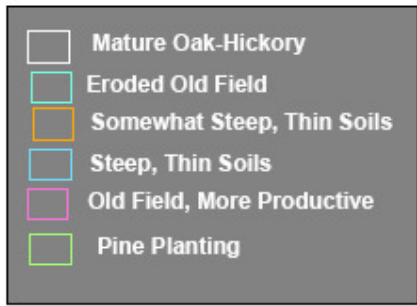 Mature Oak-Hickory
Eroded Old Field
Somewhat Steep, Thin Soils
Steep, Thin Soils
Old Field, More Productive
Pine Planting